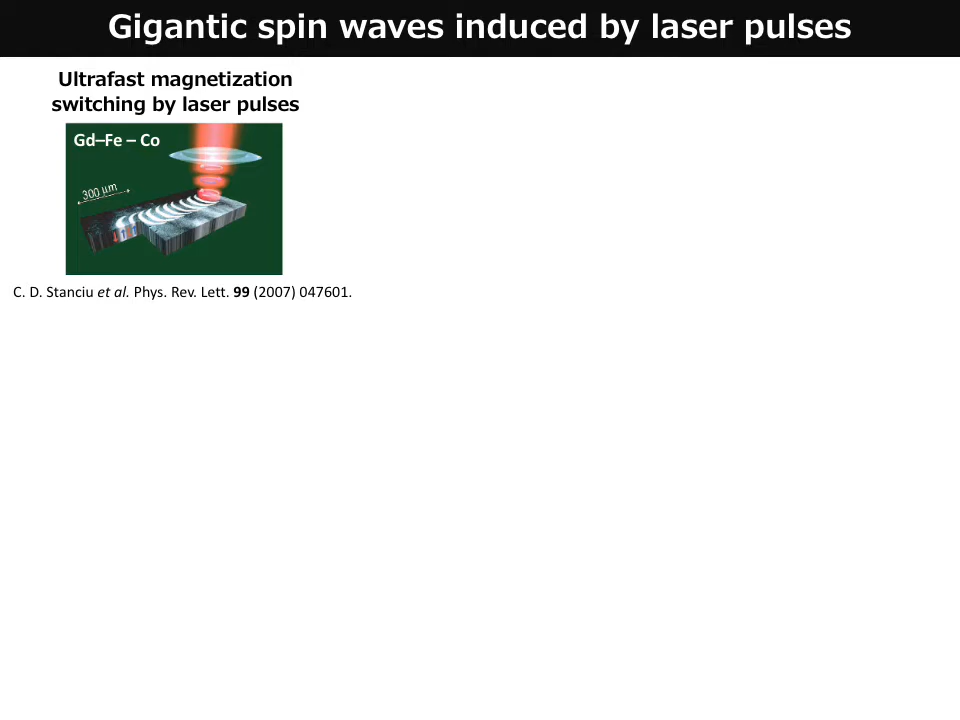 Gigantic spin waves induced by laser pulses
Ultrafast magnetization
switching by laser pulses
Gd–Fe – Co
300 μm
C. D. Stanciu et al. Phys. Rev. Lett. 99 (2007) 047601.